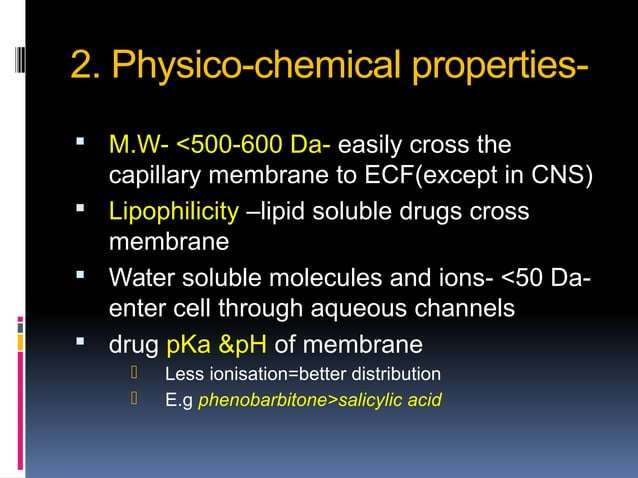 2. Physico-chemical properties-
▪ M.W- <500-600 Da- easily cross the
capillary membrane to ECF(except in CNS)
▪ Lipophilicity –lipid soluble drugs cross
membrane
▪ Water soluble molecules and ions- <50 Da-
enter cell through aqueous channels
▪ drug pKa &pH of membrane
▯ Less ionisation=better distribution
▯ E.g phenobarbitone>salicylic acid